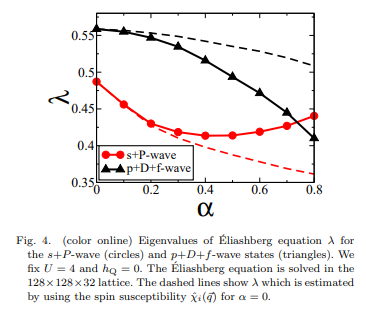 0.55
0.5
0.45
0.4
0.35
λ
s+P-wave
p+D+f-wave
0 0.2 0.4 0.6 0.8
α
Fig. 4. (color online) Eigenvalues of Éliashberg equation λ for
the s+P-wave (circles) and p+D+f-wave states (triangles). We
fix U = 4 and hQ = 0. The Éliashberg equation is solved in the
128×128×32 lattice. The dashed lines show λ which is estimated
by using the spin susceptibility χ̂i(q⃗) for α = 0.